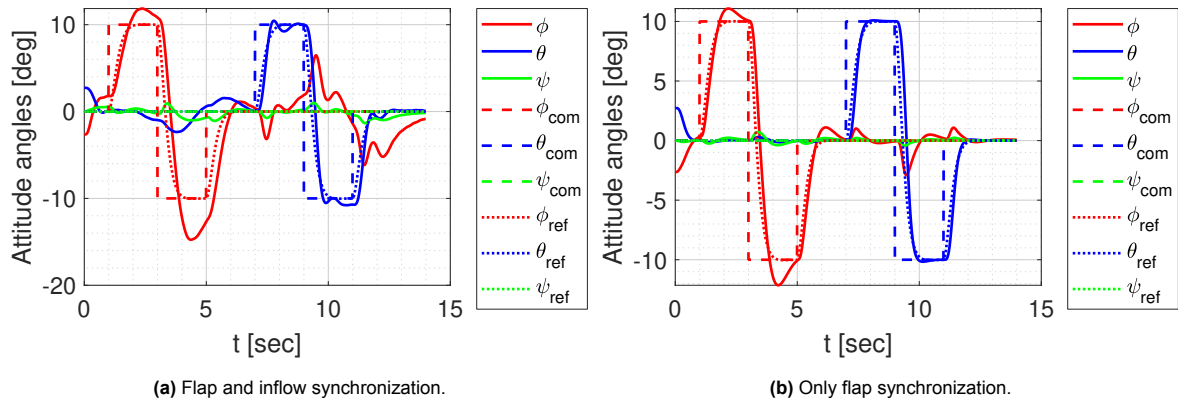 Attitude angles [deg]
10
0
-10
-20
0
5
10
15
t [sec]
ϕ
θ
ψ
ϕcom
θcom
ψcom
ϕref
θref
ψref
(a) Flap and inflow synchronization.
Attitude angles [deg]
10
5
0
-5
-10
0
5
10
15
t [sec]
ϕ
θ
ψ
ϕcom
θcom
ψcom
ϕref
θref
ψref
(b) Only flap synchronization.